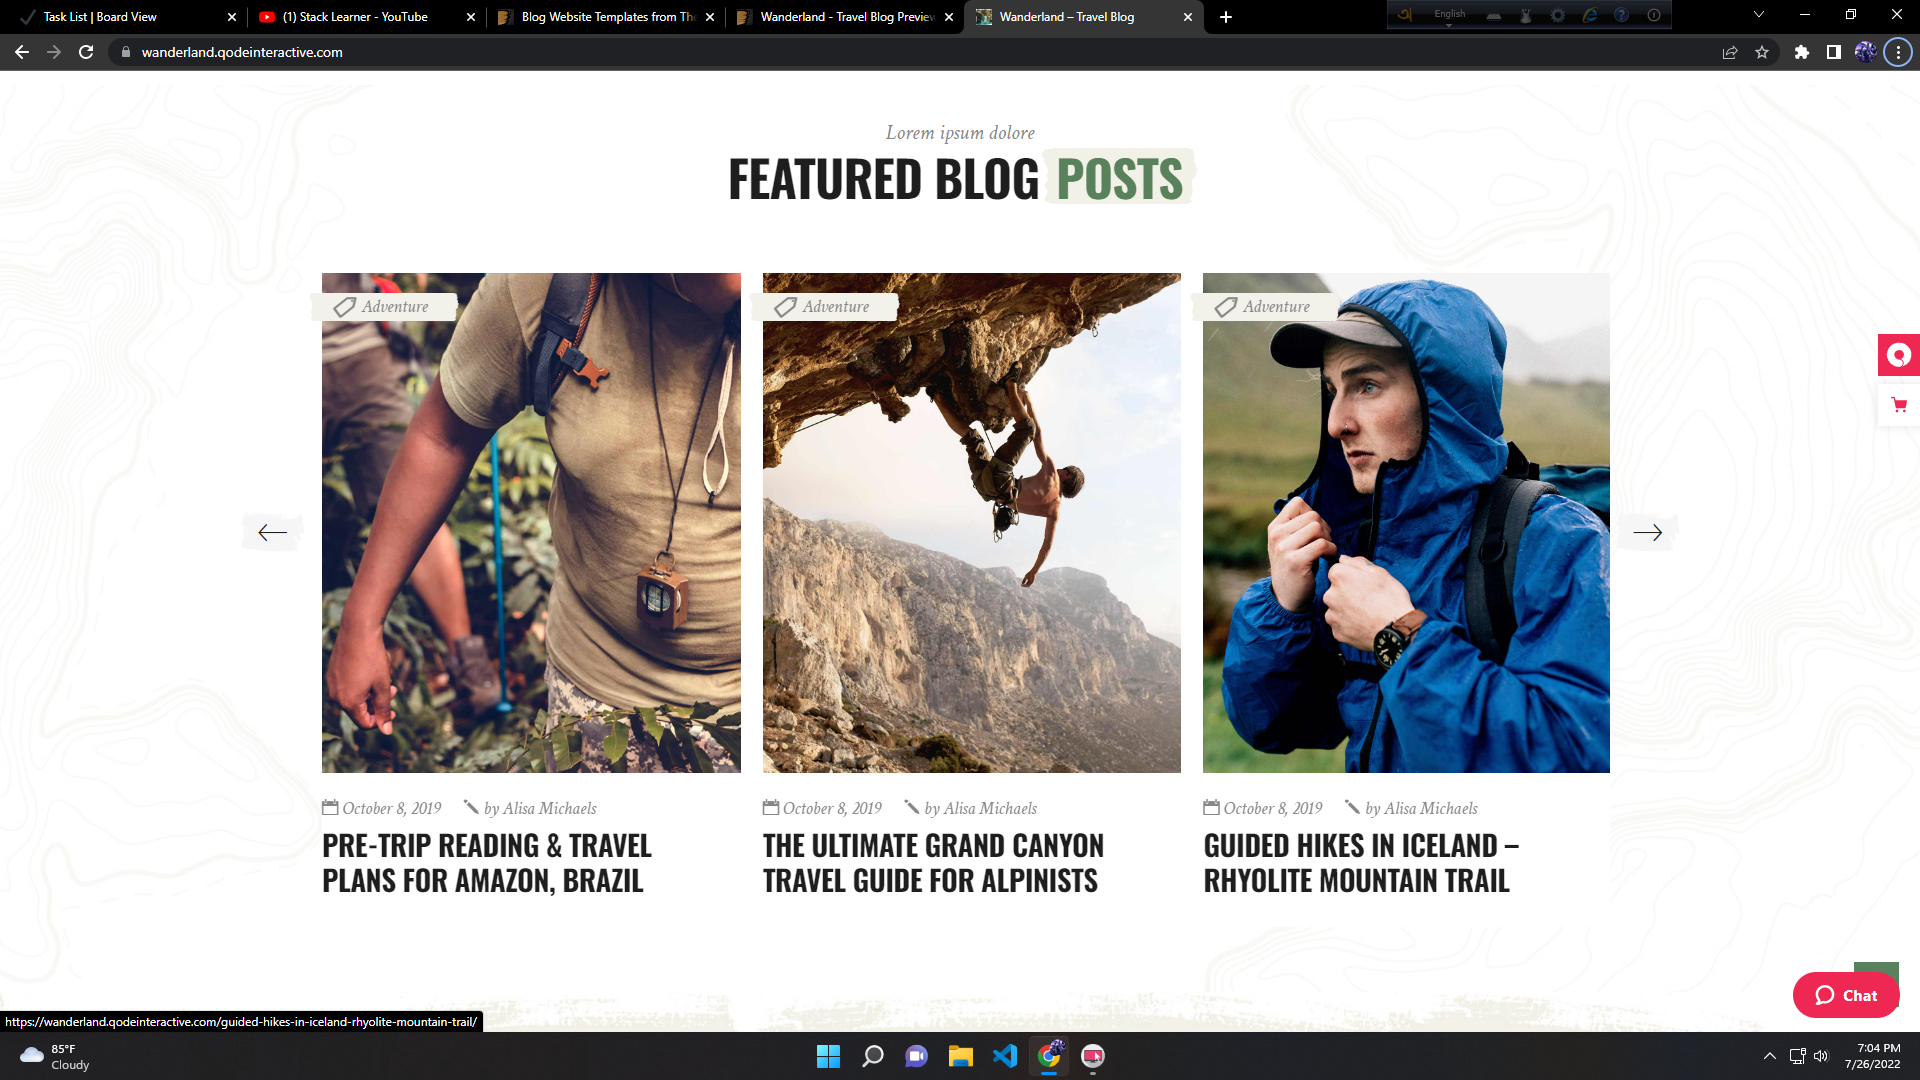 Task List | Board View
(1) Stack Learner - YouTube
Blog Website Templates from The
Wanderland - Travel Blog Preview
Wanderland – Travel Blog
English
wanderland.qodeinteractive.com
Lorem ipsum dolore
FEATURED BLOG POSTS
Adventure
Adventure
Adventure
October 8, 2019 by Alisa Michaels
PRE-TRIP READING & TRAVEL
PLANS FOR AMAZON, BRAZIL
October 8, 2019 by Alisa Michaels
THE ULTIMATE GRAND CANYON
TRAVEL GUIDE FOR ALPINISTS
October 8, 2019 by Alisa Michaels
GUIDED HIKES IN ICELAND –
RHYOLITE MOUNTAIN TRAIL
Chat
https://wanderland.qodeinteractive.com/guided-hikes-in-iceland-rhyolite-mountain-trail/
85°F
Cloudy
7:04 PM
7/26/2022